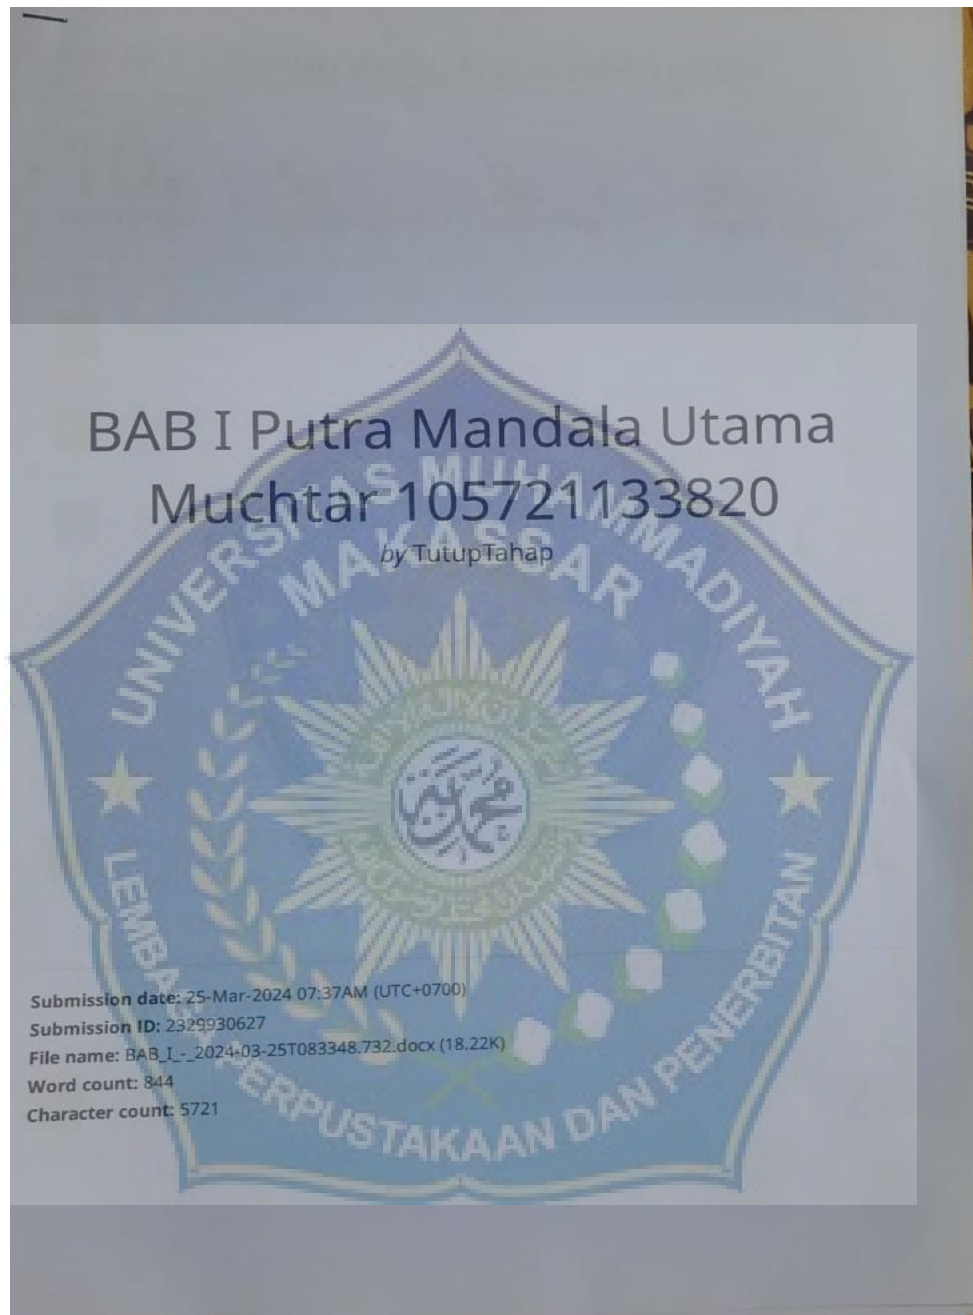 BAB I Putra Mandala Utama
Muchtar 105721133820
by TutupTahap
UNIVERSITAS MUHAMMADIYAH
MAKASSAR
Submission date: 25-Mar-2024 07:37AM (UTC+0700)
Submission ID: 2329930627
File name: BAB_I_-_2024-03-25T083348.732.docx (18.22K)
Word count: 844
Character count: 5721
LEMBAGA PERPUSTAKAAN DAN PENERBITAN